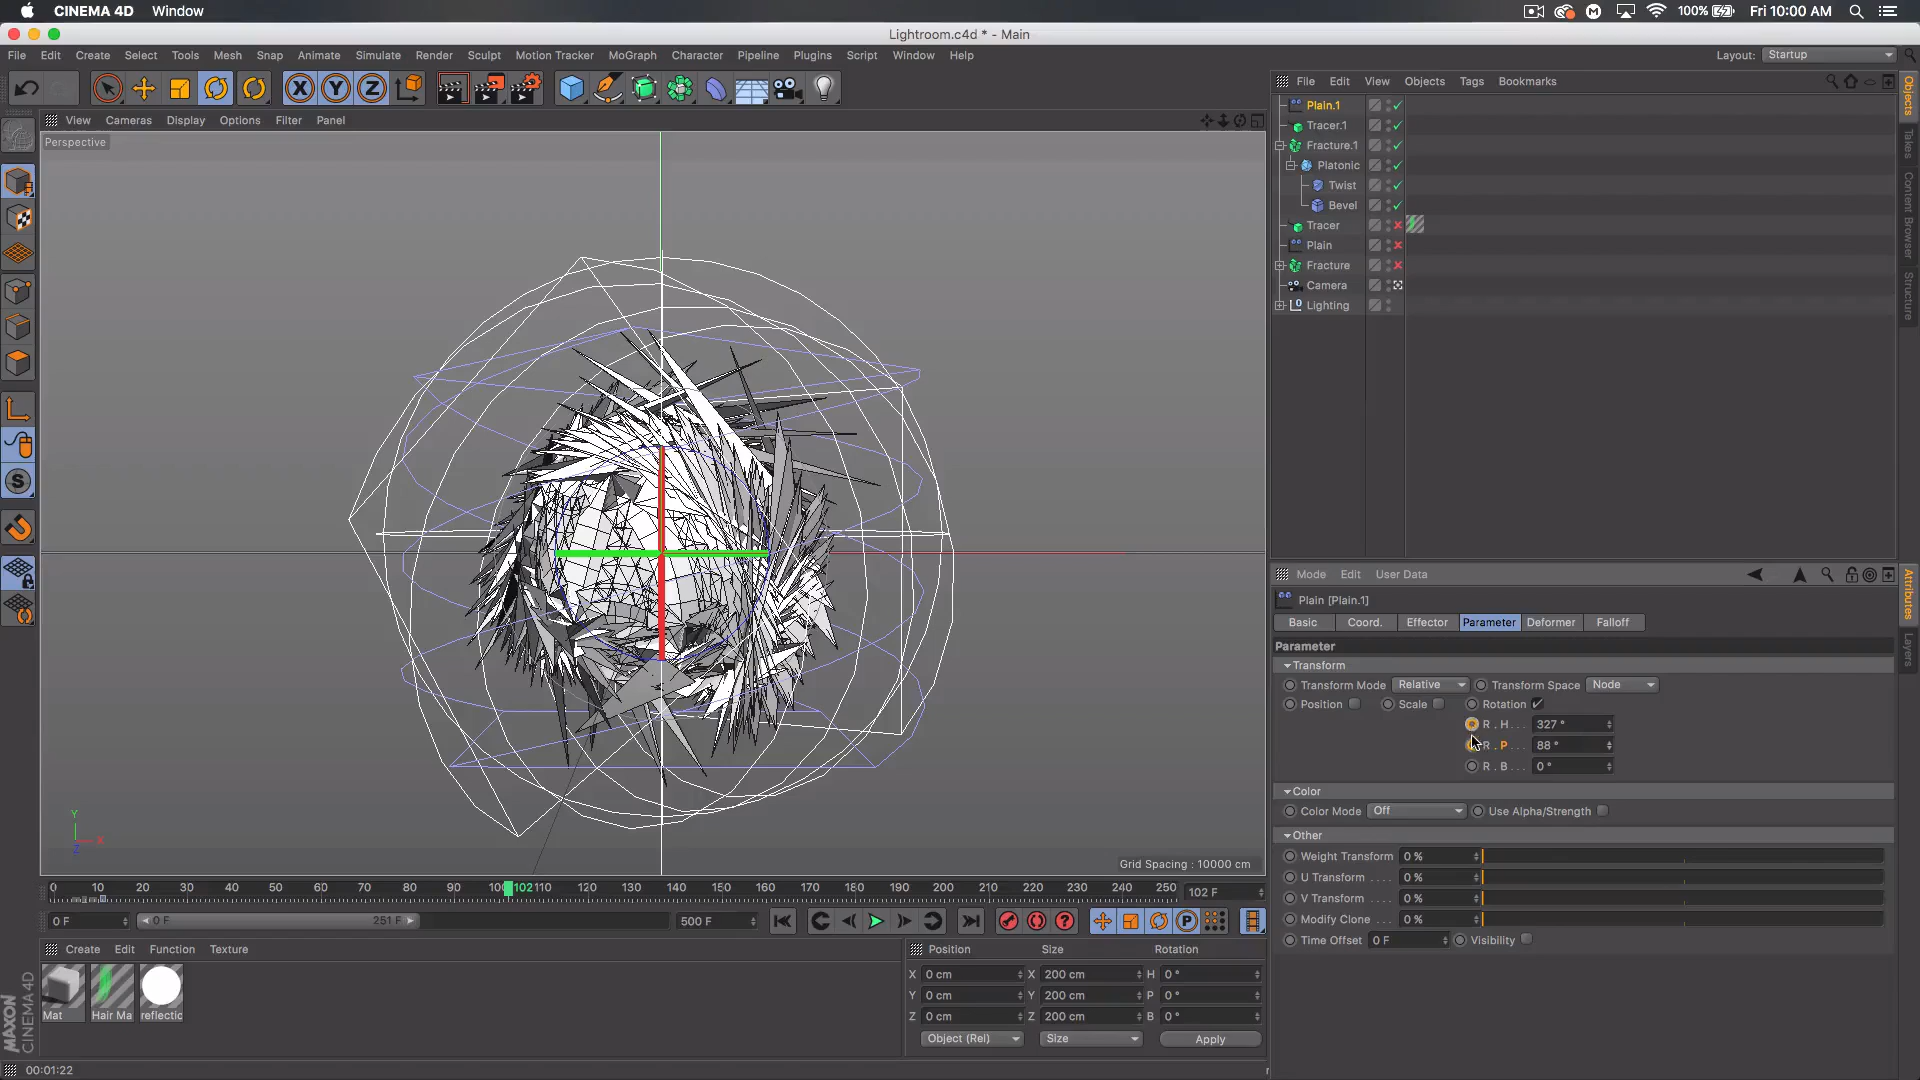 CINEMA 4D Window
100% Fri 10:00 AM
Lightroom.c4d * - Main
File Edit Create Select Tools Mesh Snap Animate Simulate Render Sculpt Motion Tracker MoGraph Character Pipeline Plugins Script Window Help
Layout: Startup
X Y Z
File Edit View Objects Tags Bookmarks
View Cameras Display Options Filter Panel
Perspective
Plain.1
Tracer.1
Fracture.1
Platonic
Twist
Bevel
Tracer
Plain
Fracture
Camera
Lighting
Objects
Takes
Content Browser
Structure
Mode Edit User Data
Plain [Plain.1]
Basic Coord. Effector Parameter Deformer Falloff
Parameter
Transform
Transform Mode Relative Transform Space Node
Position Scale Rotation
R . H . . . 327 °
R . P . . . 88 °
R . B . . . 0 °
Color
Color Mode Off Use Alpha/Strength
Other
Weight Transform 0 %
U Transform . . . . 0 %
V Transform . . . . 0 %
Modify Clone . . . 0 %
Time Offset 0 F Visibility
Attributes
Layers
Y
X
Z
Grid Spacing : 10000 cm
0 10 20 30 40 50 60 70 80 90 100 102 110 120 130 140 150 160 170 180 190 200 210 220 230 240 250 102 F
0 F 0 F 251 F 500 F
Create Edit Function Texture
Mat Hair Ma reflectic
Position Size Rotation
X 0 cm X 200 cm H 0 °
Y 0 cm Y 200 cm P 0 °
Z 0 cm Z 200 cm B 0 °
Object (Rel) Size Apply
MAXON
CINEMA 4D
00:01:22